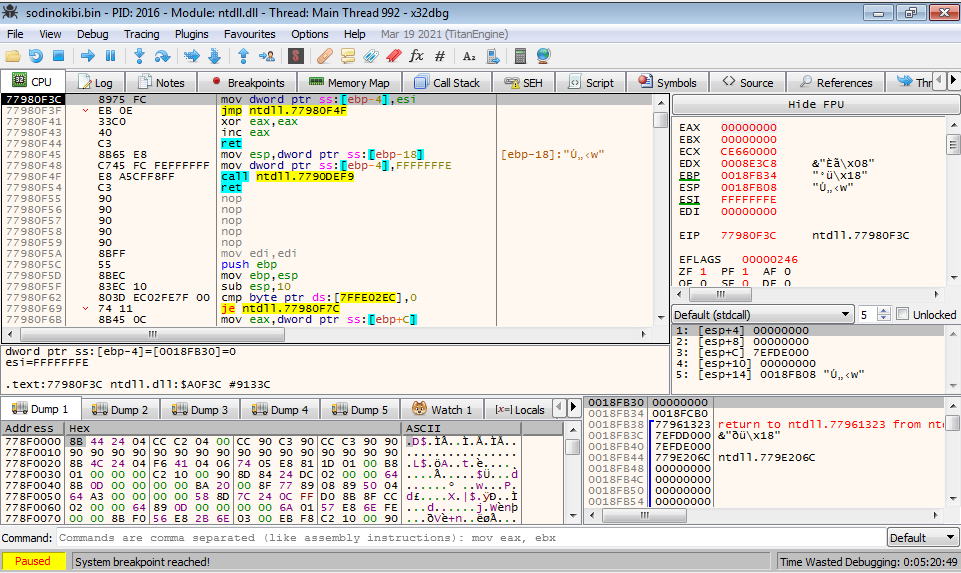 sodinokibi.bin - PID: 2016 - Module: ntdll.dll - Thread: Main Thread 992 - x32dbg
File View Debug Tracing Plugins Favourites Options Help Mar 19 2021 (TitanEngine)
CPU Log Notes Breakpoints Memory Map Call Stack SEH Script Symbols Source References Thr
77980F3C 8975 FC mov dword ptr ss:[ebp-4],esi
77980F3F EB 0E jmp ntdll.77980F4F
77980F41 33C0 xor eax,eax
77980F43 40 inc eax
77980F44 C3 ret
77980F45 8B65 E8 mov esp,dword ptr ss:[ebp-18] [ebp-18]:"Ú„‹w"
77980F48 C745 FC FEFFFFFF mov dword ptr ss:[ebp-4],FFFFFFFE
77980F4F E8 A5CFF8FF call ntdll.7790DEF9
77980F54 C3 ret
77980F55 90 nop
77980F56 90 nop
77980F57 90 nop
77980F58 90 nop
77980F59 90 nop
77980F5A 8BFF mov edi,edi
77980F5C 55 push ebp
77980F5D 8BEC mov ebp,esp
77980F5F 83EC 10 sub esp,10
77980F62 803D EC02FE7F 00 cmp byte ptr ds:[7FFE02EC],0
77980F69 74 11 je ntdll.77980F7C
77980F6B 8B45 0C mov eax,dword ptr ss:[ebp+C]
Hide FPU
EAX 00000000
EBX 00000000
ECX CE660000
EDX 0008E3C8 &"Èã\x08"
EBP 0018FB34 "°ü\x18"
ESP 0018FB08 "Ú„‹w"
ESI FFFFFFFE
EDI 00000000
EIP 77980F3C ntdll.77980F3C
EFLAGS 00000246
ZF 1 PF 1 AF 0
OF 0 SF 0 DF 0
Default (stdcall) 5 Unlocked
1: [esp+4] 00000000
2: [esp+8] 00000000
3: [esp+C] 7EFDE000
4: [esp+10] 00000000
5: [esp+14] 0018FB08 "Ú„‹w"
dword ptr ss:[ebp-4]=[0018FB30]=0
esi=FFFFFFFE
.text:77980F3C ntdll.dll:$A0F3C #9133C
Dump 1 Dump 2 Dump 3 Dump 4 Dump 5 Watch 1 [x=] Locals
Address Hex ASCII
778F0000 8B 44 24 04 CC C2 04 00 CC 90 C3 90 CC C3 90 90 .D$.ÌÂ..Ì.Ã.ÌÃ..
778F0010 90 90 90 90 90 90 90 90 90 90 90 90 90 90 90 90 ................
778F0020 8B 4C 24 04 F6 41 04 06 74 05 E8 81 1D 01 00 B8 .L$.öA..t.è....¸
778F0030 01 00 00 00 C2 10 00 90 8D 84 24 DC 02 00 00 64 ....Â.....$Ü...d
778F0040 8B 0D 00 00 00 00 BA 20 00 8F 77 89 08 89 50 04 ......º ..w...P.
778F0050 64 A3 00 00 00 00 58 8D 7C 24 0C FF D0 8B 8F CC d£....X.|$.ÿÐ..Ì
778F0060 02 00 00 64 89 0D 00 00 00 00 6A 01 57 E8 6E FE ...d......j.Wènþ
778F0070 00 00 8B F0 56 E8 2B 6E 03 00 EB F8 C2 10 00 90 ...ðVè+n..ëøÂ...
0018FB30 00000000
0018FB34 0018FCB0
0018FB38 77961323 return to ntdll.77961323 from ntd
0018FB3C 7EFDD000 &"ðü\x18"
0018FB40 7EFDE000
0018FB44 779E206C ntdll.779E206C
0018FB48 00000000
0018FB4C 00000000
0018FB50 00000000
0018FB54 00000000
Command: Commands are comma separated (like assembly instructions): mov eax, ebx Default
Paused System breakpoint reached! Time Wasted Debugging: 0:05:20:49